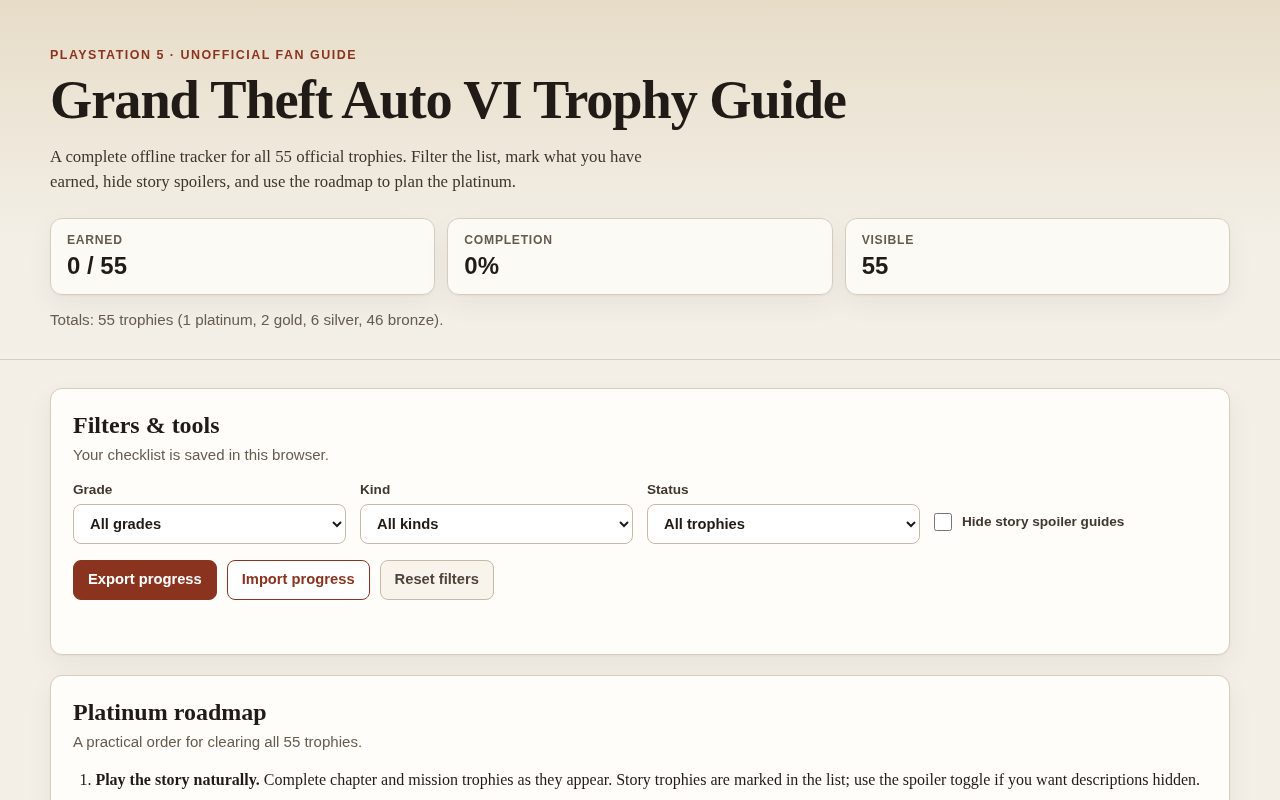 PLAYSTATION 5 · UNOFFICIAL FAN GUIDE
Grand Theft Auto VI Trophy Guide
A complete offline tracker for all 55 official trophies. Filter the list, mark what you have
earned, hide story spoilers, and use the roadmap to plan the platinum.
EARNED
0 / 55
COMPLETION
0%
VISIBLE
55
Totals: 55 trophies (1 platinum, 2 gold, 6 silver, 46 bronze).
Filters & tools
Your checklist is saved in this browser.
Grade
All grades
Kind
All kinds
Status
All trophies
Hide story spoiler guides
Export progress
Import progress
Reset filters
Platinum roadmap
A practical order for clearing all 55 trophies.
1. Play the story naturally. Complete chapter and mission trophies as they appear. Story trophies are marked in the list; use the spoiler toggle if you want descriptions hidden.